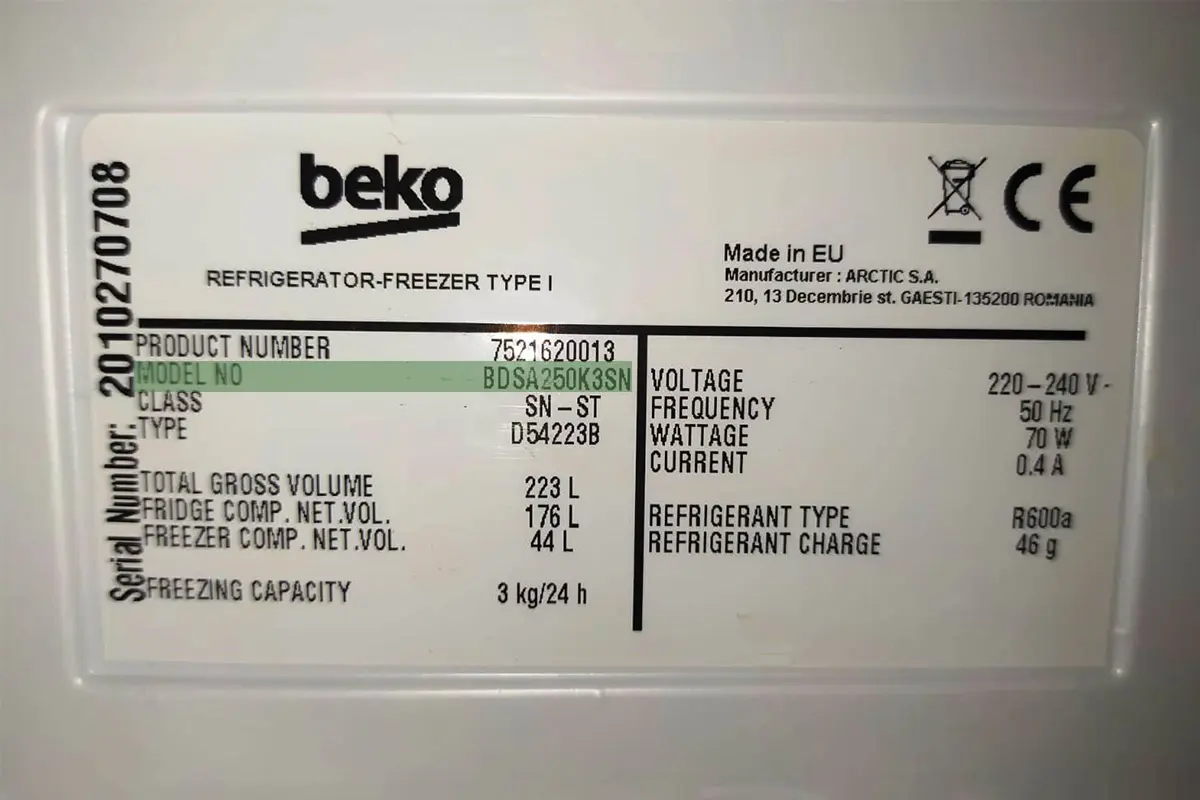 beko
REFRIGERATOR-FREEZER TYPE I
Made in EU
Manufacturer : ARCTIC S.A.
210, 13 Decembrie st. GAESTI-135200 ROMANIA
CE
Serial Number: 2010270708
PRODUCT NUMBER 7521620013
MODEL NO BDSA250K3SN
CLASS SN – ST
TYPE D54223B
TOTAL GROSS VOLUME 223 L
FRIDGE COMP. NET.VOL. 176 L
FREEZER COMP. NET.VOL. 44 L
FREEZING CAPACITY 3 kg/24 h
VOLTAGE 220 – 240 V -
FREQUENCY 50 Hz
WATTAGE 70 W
CURRENT 0.4 A
REFRIGERANT TYPE R600a
REFRIGERANT CHARGE 46 g